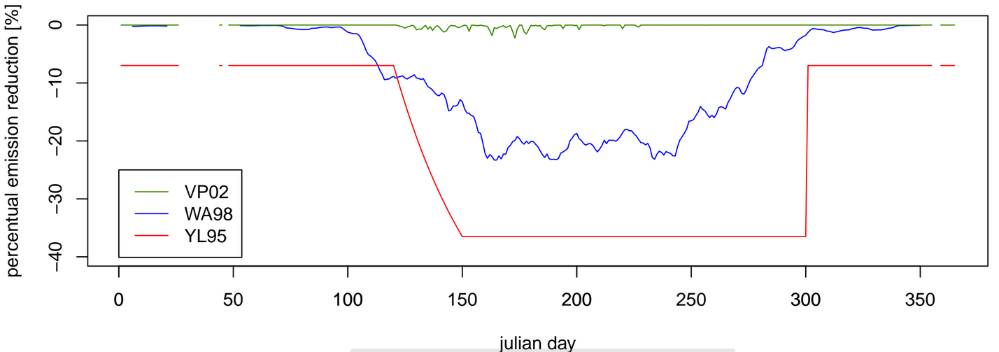 percentual emission reduction [%]
0
−10
−20
−30
−40
VP02
WA98
YL95
0 50 100 150 200 250 300 350
julian day